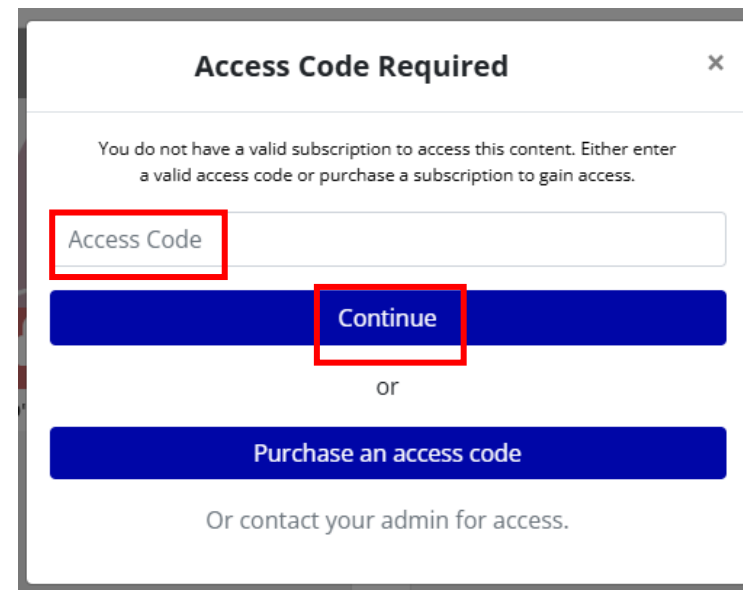 Access Code Required ×
You do not have a valid subscription to access this content. Either enter
a valid access code or purchase a subscription to gain access.
Access Code
Continue
or
Purchase an access code
Or contact your admin for access.